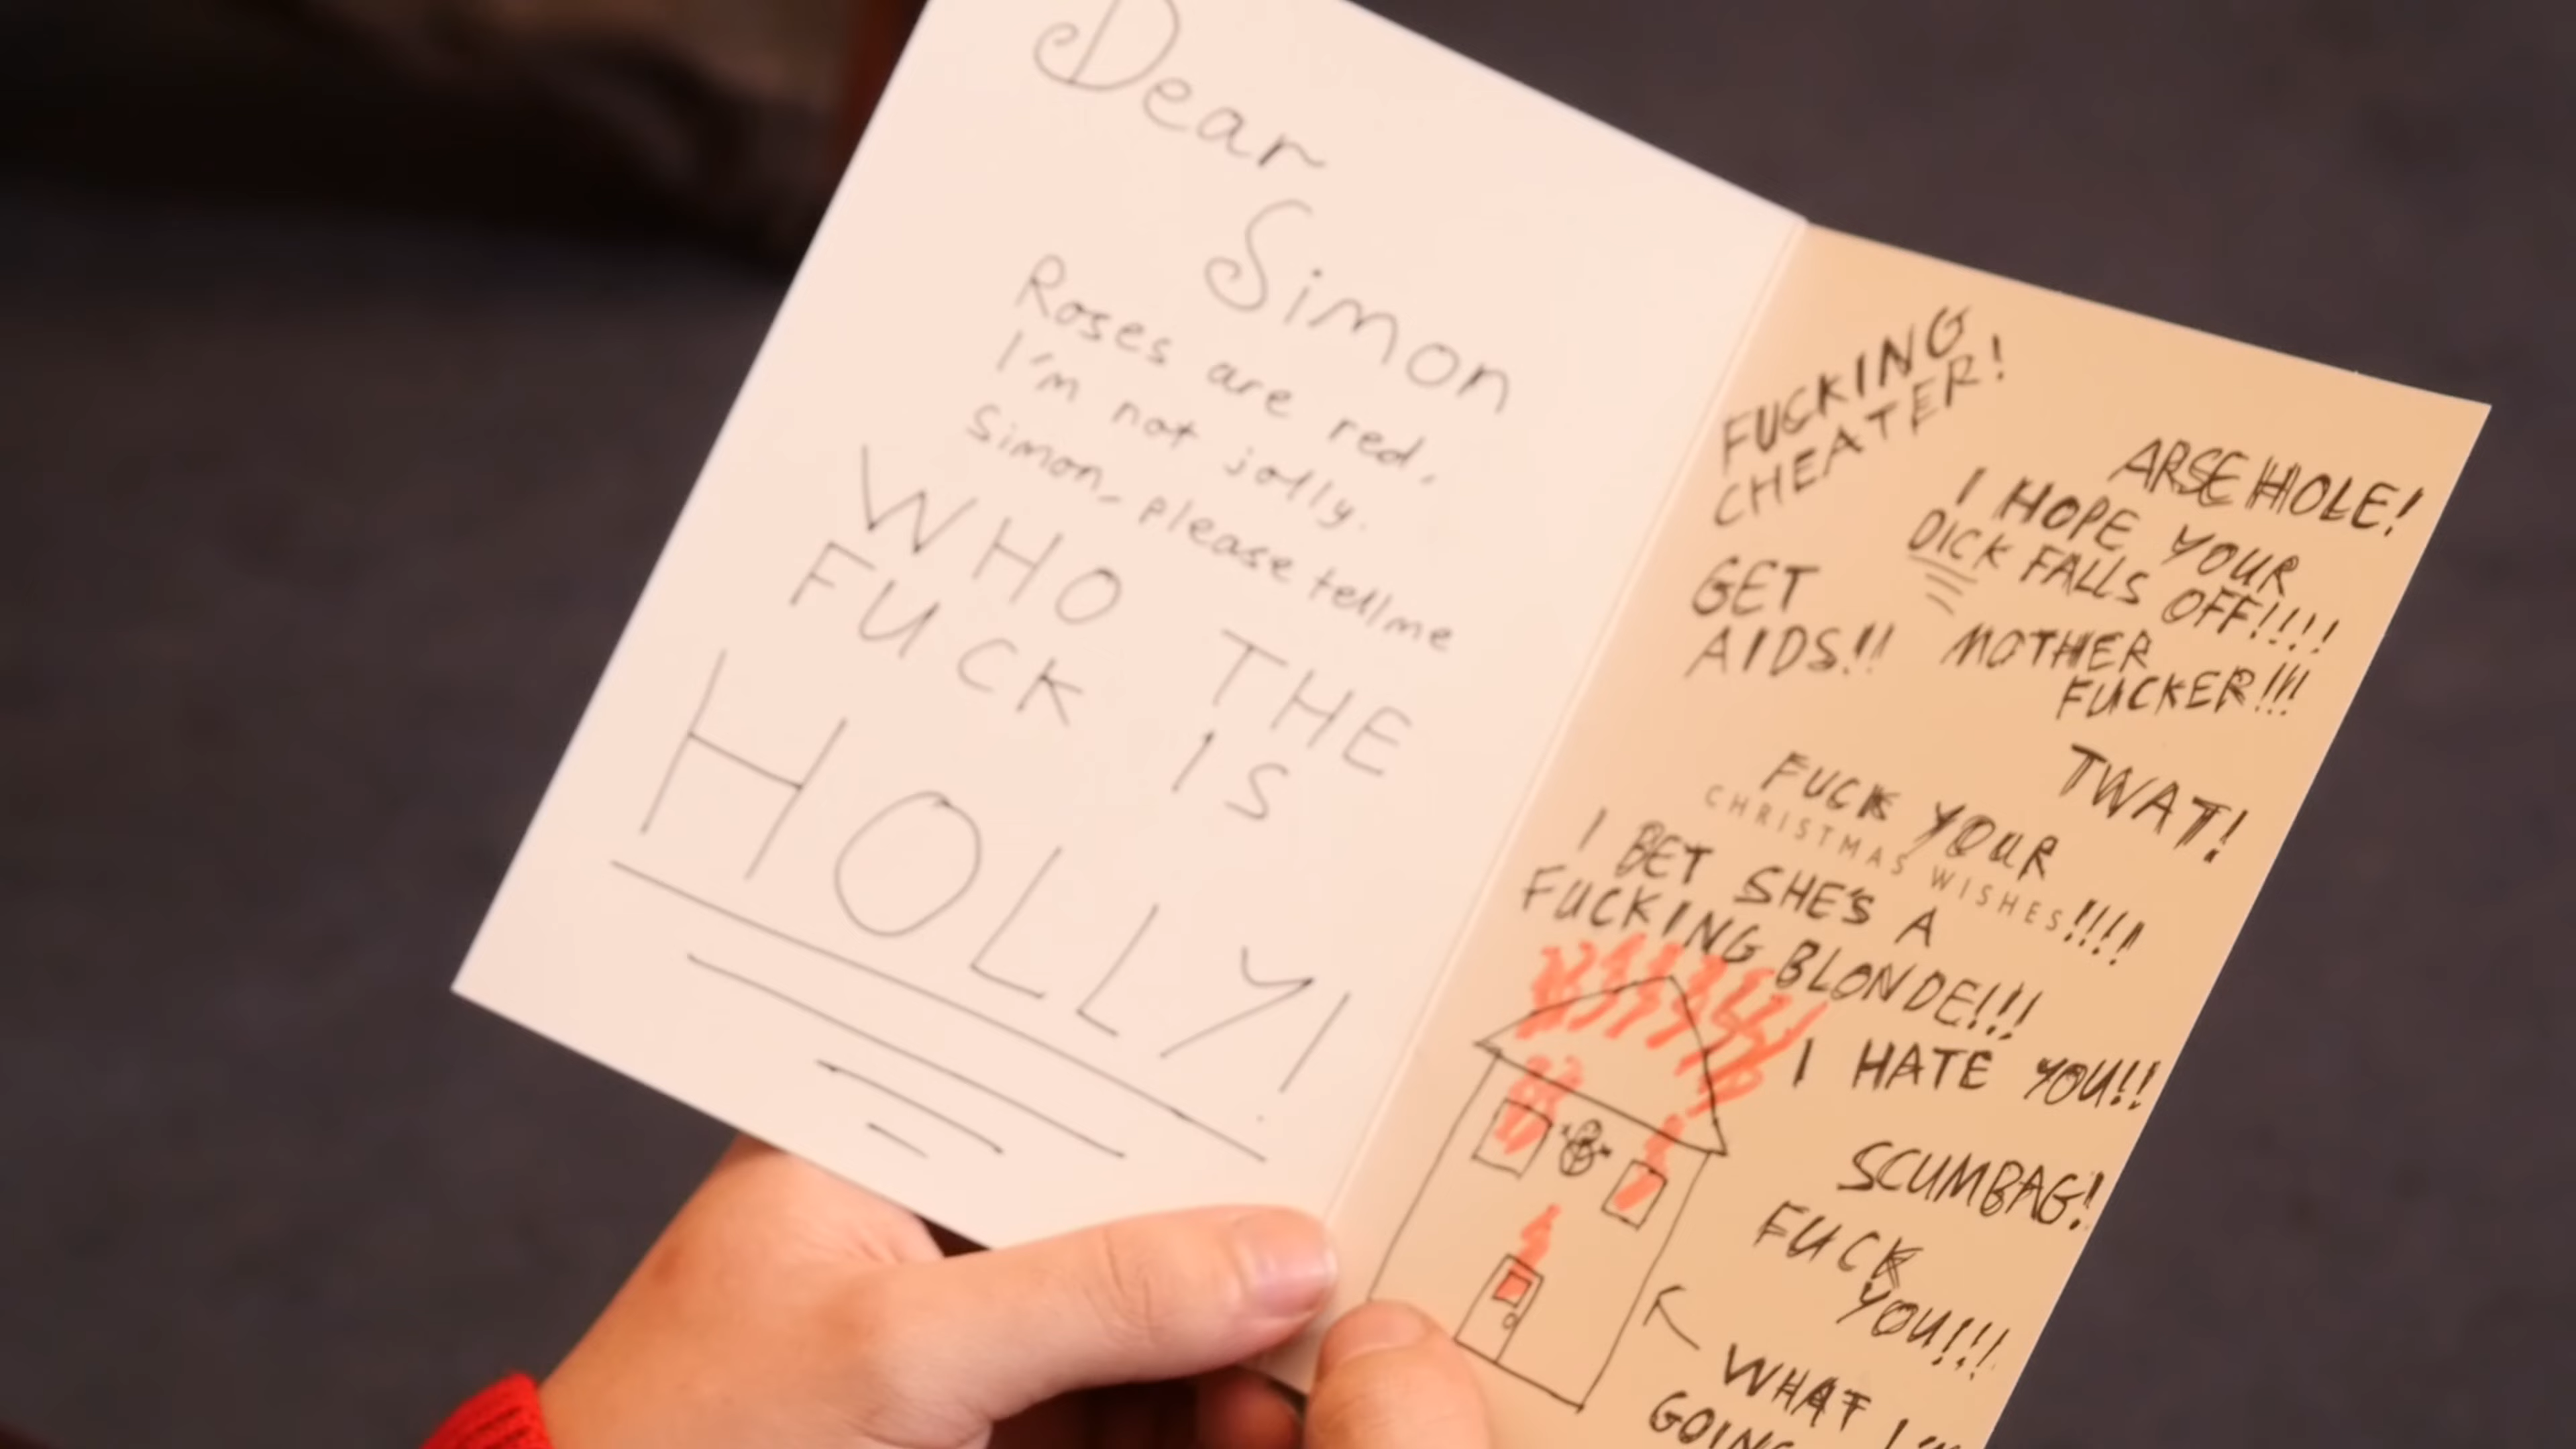 Dear
Simon
Roses are red.
I'm not jolly.
Simon, please tell me
WHO THE
FUCK IS
HOLLY!
FUCKING
CHEATER!
ARSEHOLE!
I HOPE YOUR
DICK FALLS OFF!!!!
GET
AIDS!!
MOTHER
FUCKER!!!
TWAT!
FUCK YOUR
CHRISTMAS WISHES!!!!
I BET SHE'S A
FUCKING BLONDE!!!
I HATE YOU!!
SCUMBAG!
FUCK
YOU!!!
WHAT
GOING